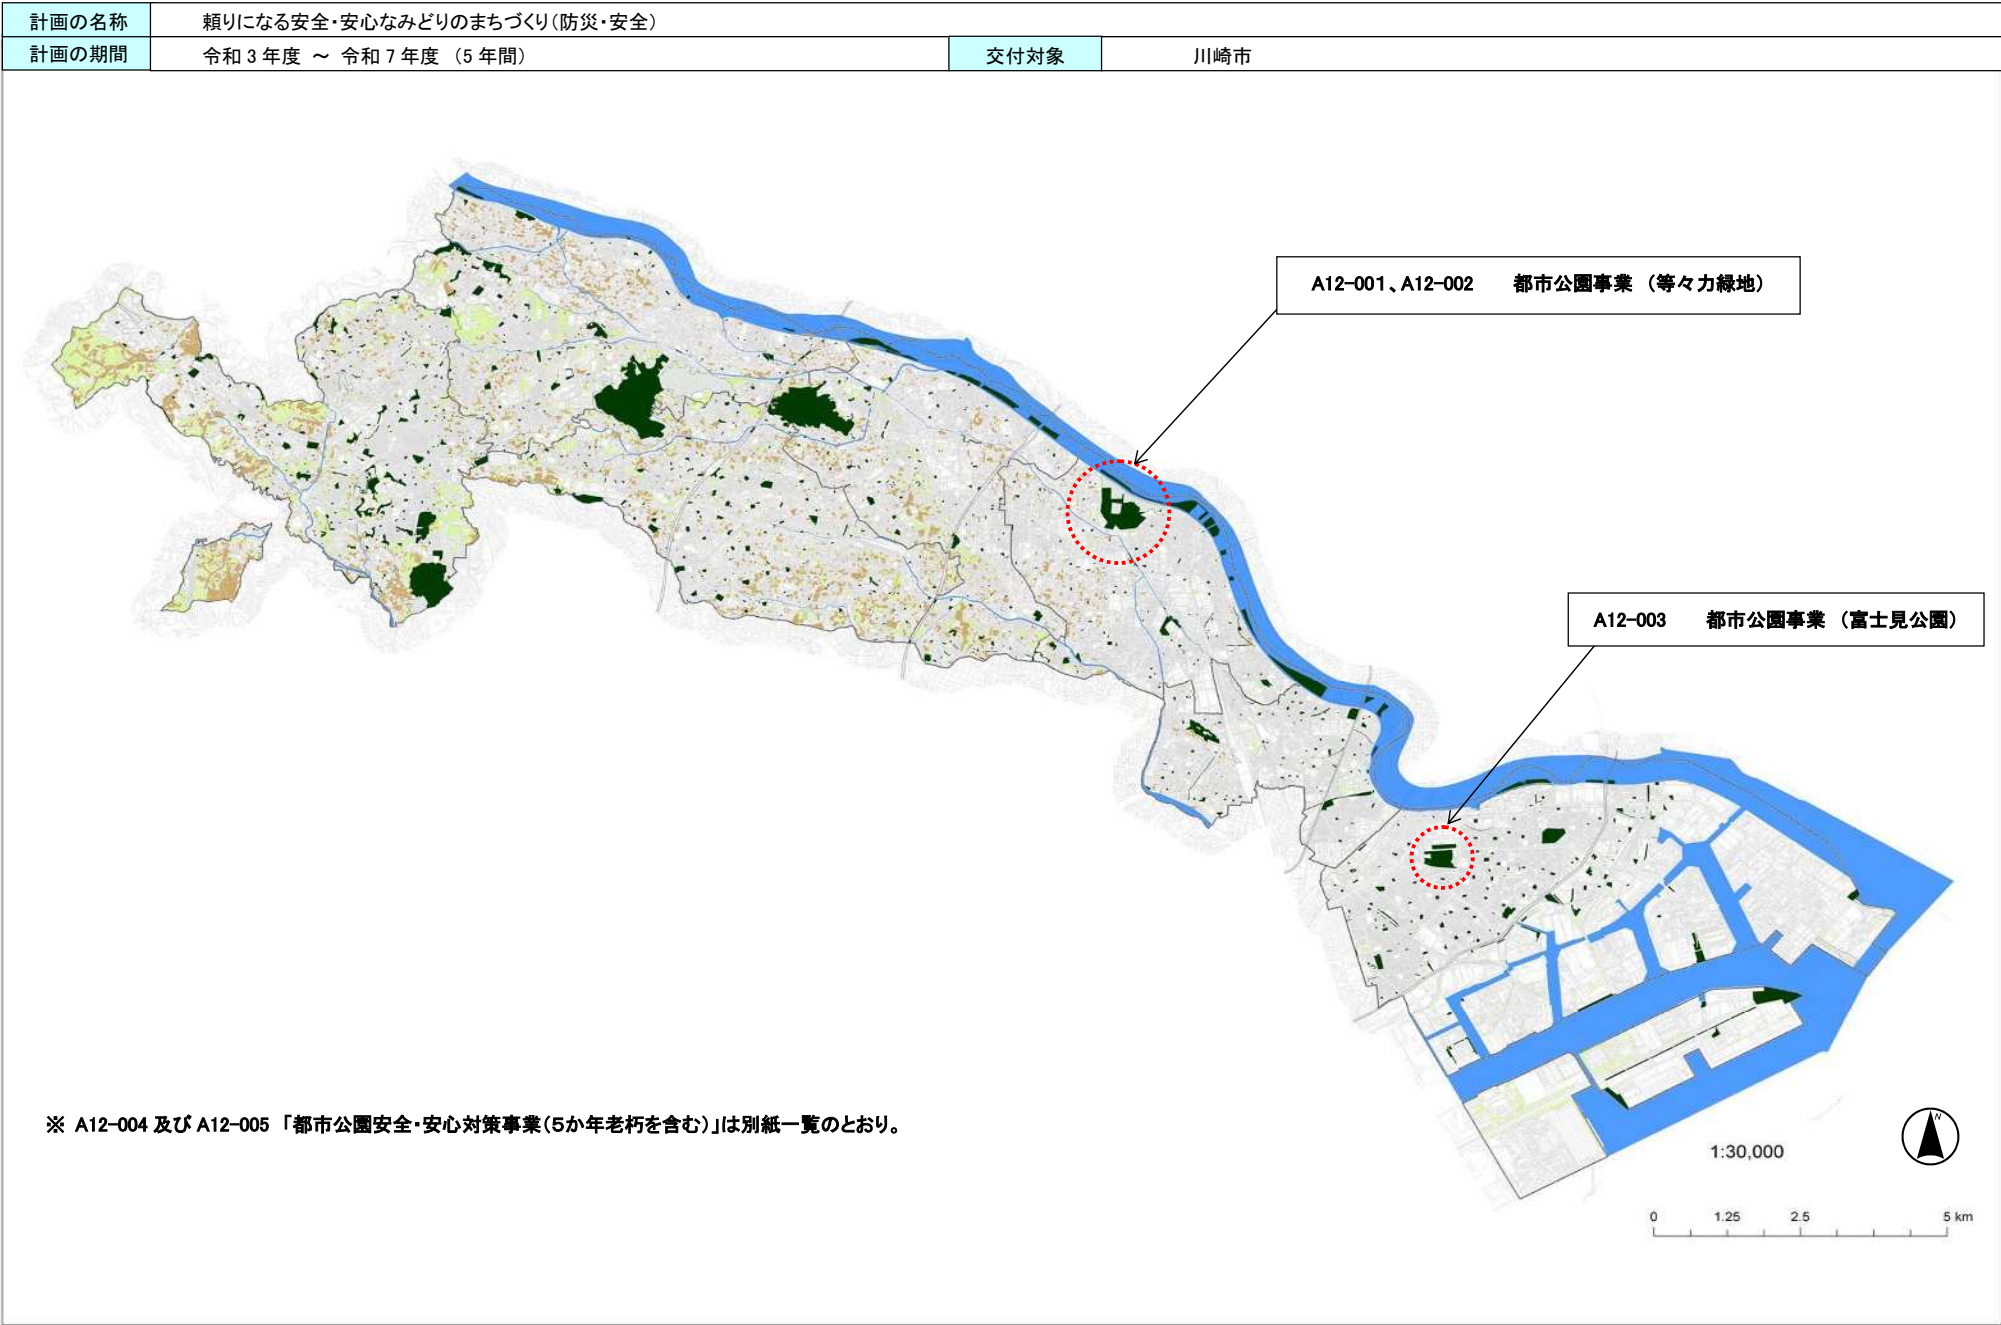 計画の名称 頼りになる安全・安心なみどりのまちづくり（防災・安全）
計画の期間 令和３年度 ～ 令和７年度 （５年間） 交付対象 川崎市
A12-001、A12-002 都市公園事業 （等々力緑地）
A12-003 都市公園事業 （富士見公園）
※ A12-004 及び A12-005 「都市公園安全・安心対策事業（５か年老朽を含む）」は別紙一覧のとおり。
N
1:30,000
0 1.25 2.5 5 km